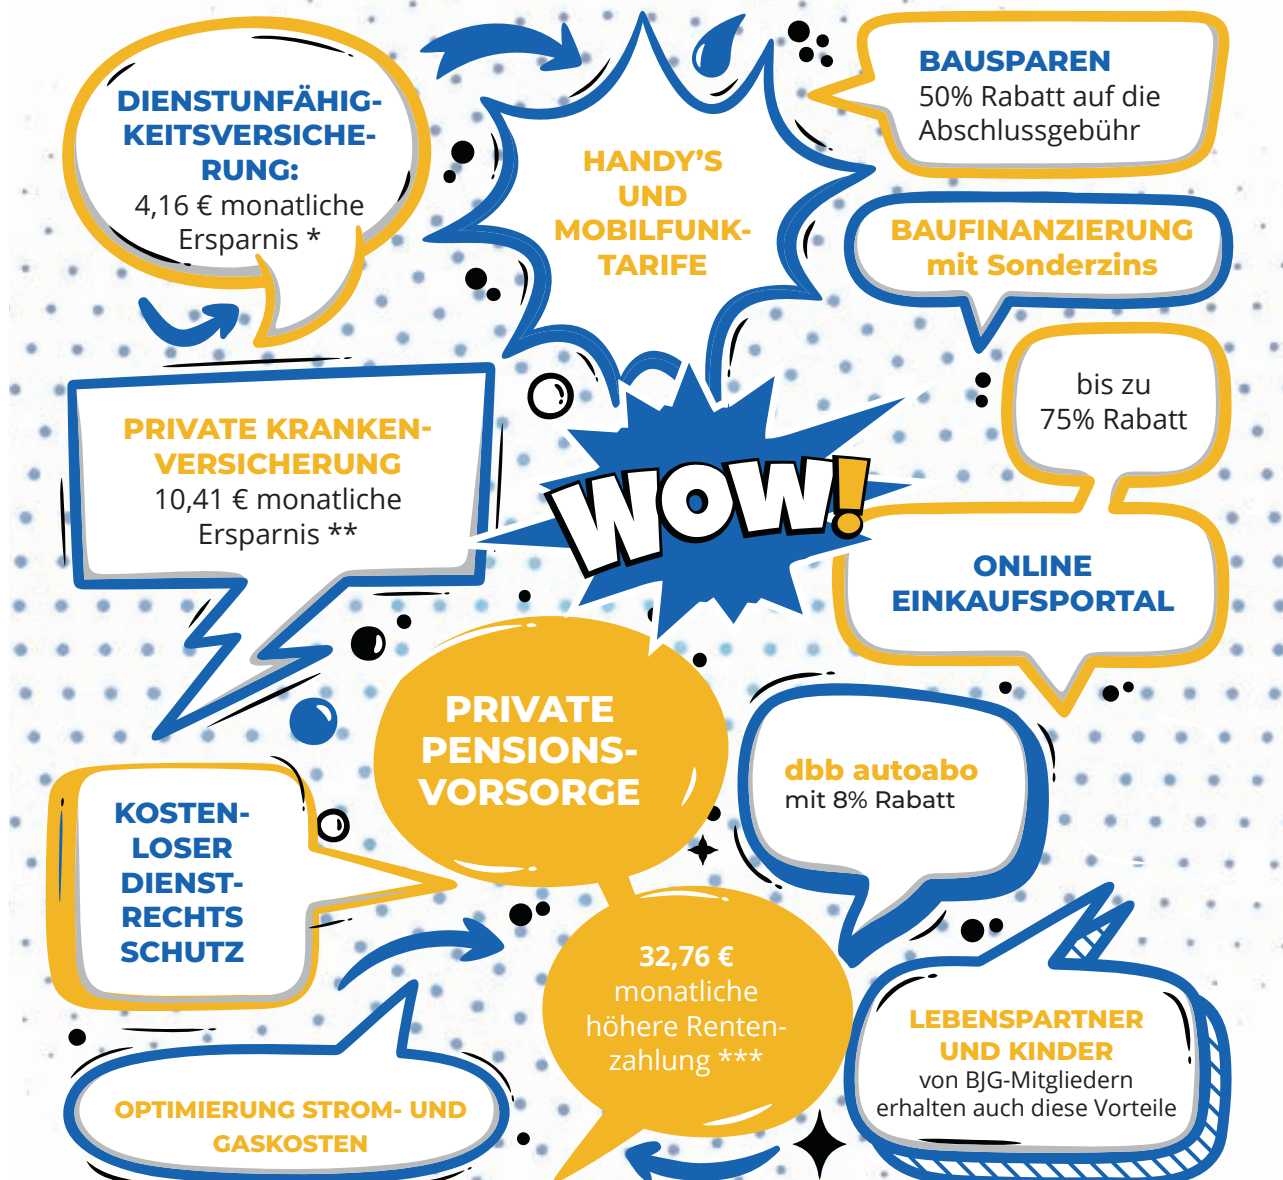 DIENSTUNFÄHIG-
KEITSVERSICHE-
RUNG:
4,16 € monatliche
Ersparnis *
HANDY'S
UND
MOBILFUNK-
TARIFE
BAUSPAREN
50% Rabatt auf die
Abschlussgebühr
BAUFINANZIERUNG
mit Sonderzins
bis zu
75% Rabatt
PRIVATE KRANKEN-
VERSICHERUNG
10,41 € monatliche
Ersparnis **
WOW!
ONLINE
EINKAUFSPORTAL
PRIVATE
PENSIONS-
VORSORGE
dbb autoabo
mit 8% Rabatt
KOSTEN-
LOSER
DIENST-
RECHTS
SCHUTZ
32,76 €
monatliche
höhere Renten-
zahlung ***
LEBENSPARTNER
UND KINDER
von BJG-Mitgliedern
erhalten auch diese Vorteile
OPTIMIERUNG STROM- UND
GASKOSTEN